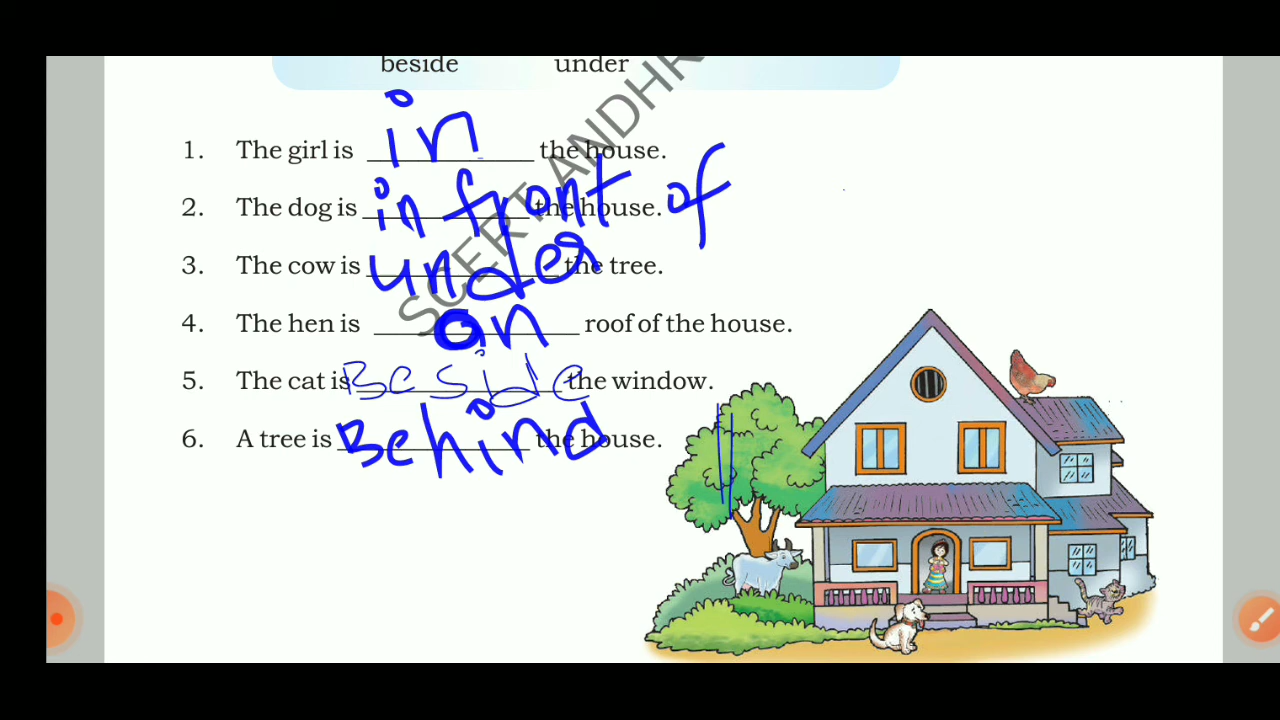 beside under
1. The girl is in the house.
2. The dog is in front of the house.
3. The cow is under the tree.
4. The hen is on roof of the house.
5. The cat is Beside the window.
6. A tree is Behind the house.
SCERT ANDHR